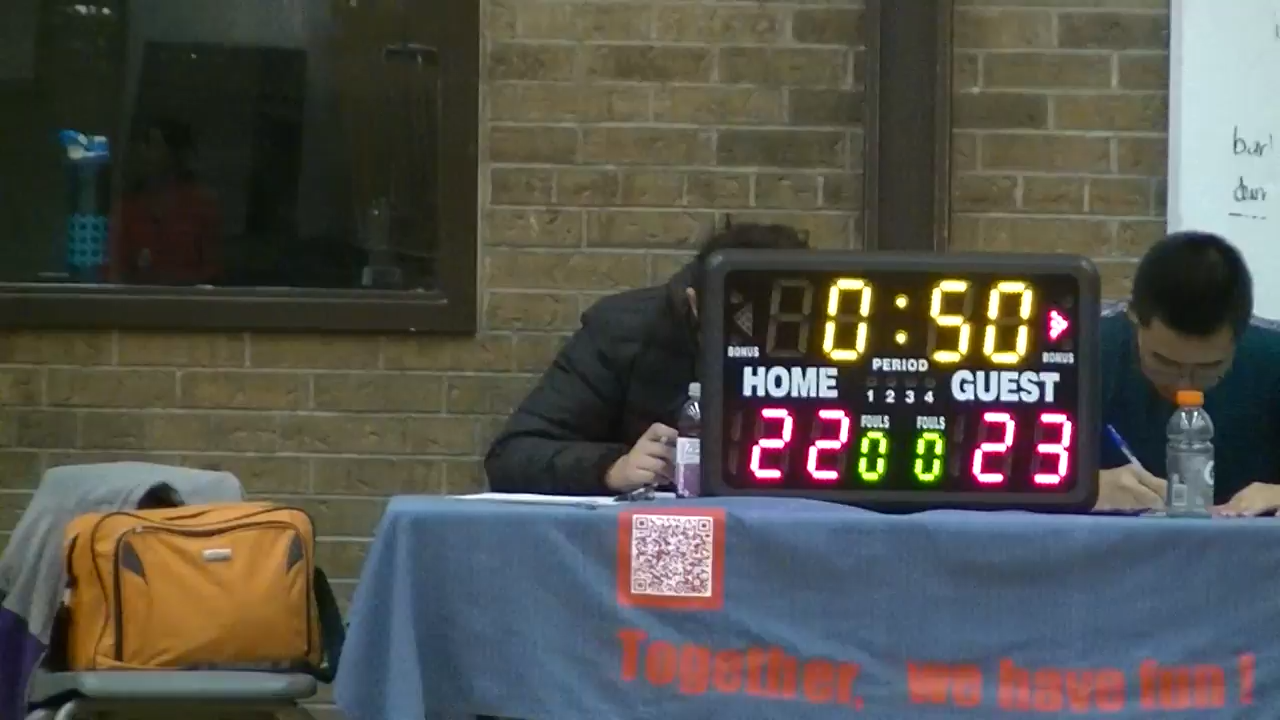 0:50
BONUS PERIOD BONUS
HOME 1 2 3 4 GUEST
FOULS FOULS
22 0 0 23
Together, we have fun!